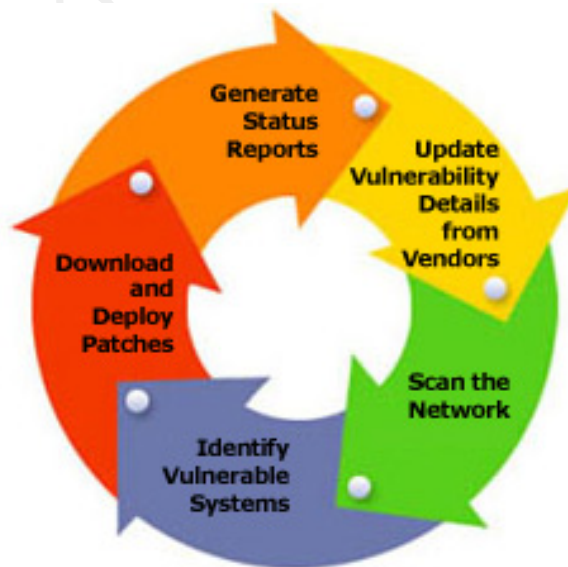 Generate
Status
Reports
Update
Vulnerability
Details
from
Vendors
Scan the
Network
Identify
Vulnerable
Systems
Download
and
Deploy
Patches